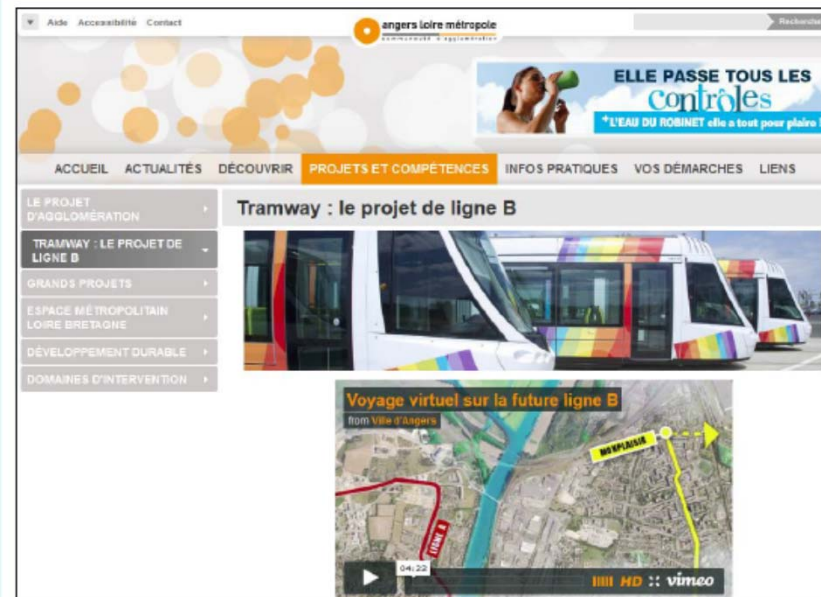 Aide Accessibilité Contact
angers loire métropole
communauté d'agglomération
Recherche
ELLE PASSE TOUS LES
contrôles
+L'EAU DU ROBINET elle a tout pour plaire !
ACCUEIL ACTUALITÉS DÉCOUVRIR PROJETS ET COMPÉTENCES INFOS PRATIQUES VOS DÉMARCHES LIENS
LE PROJET
D'AGGLOMÉRATION
TRAMWAY : LE PROJET DE
LIGNE B
GRANDS PROJETS
ESPACE MÉTROPOLITAIN
LOIRE BRETAGNE
DÉVELOPPEMENT DURABLE
DOMAINES D'INTERVENTION
Tramway : le projet de ligne B
Voyage virtuel sur la future ligne B
from Ville d'Angers
MONPLAISIR
LIGNE A
04:22
HD :: vimeo